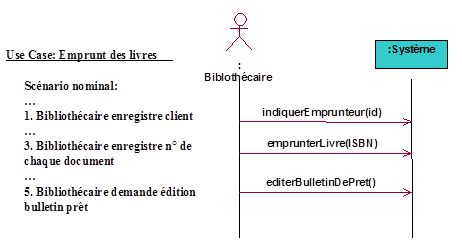 Use Case: Emprunt des livres
Scénario nominal:
...
1. Bibliothécaire enregistre client
...
3. Bibliothécaire enregistre n° de
chaque document
...
5. Bibliothécaire demande édition
bulletin prêt
:
Biblothécaire
:Système
indiquerEmprunteur(id)
emprunterLivre(ISBN)
editerBulletinDePret()